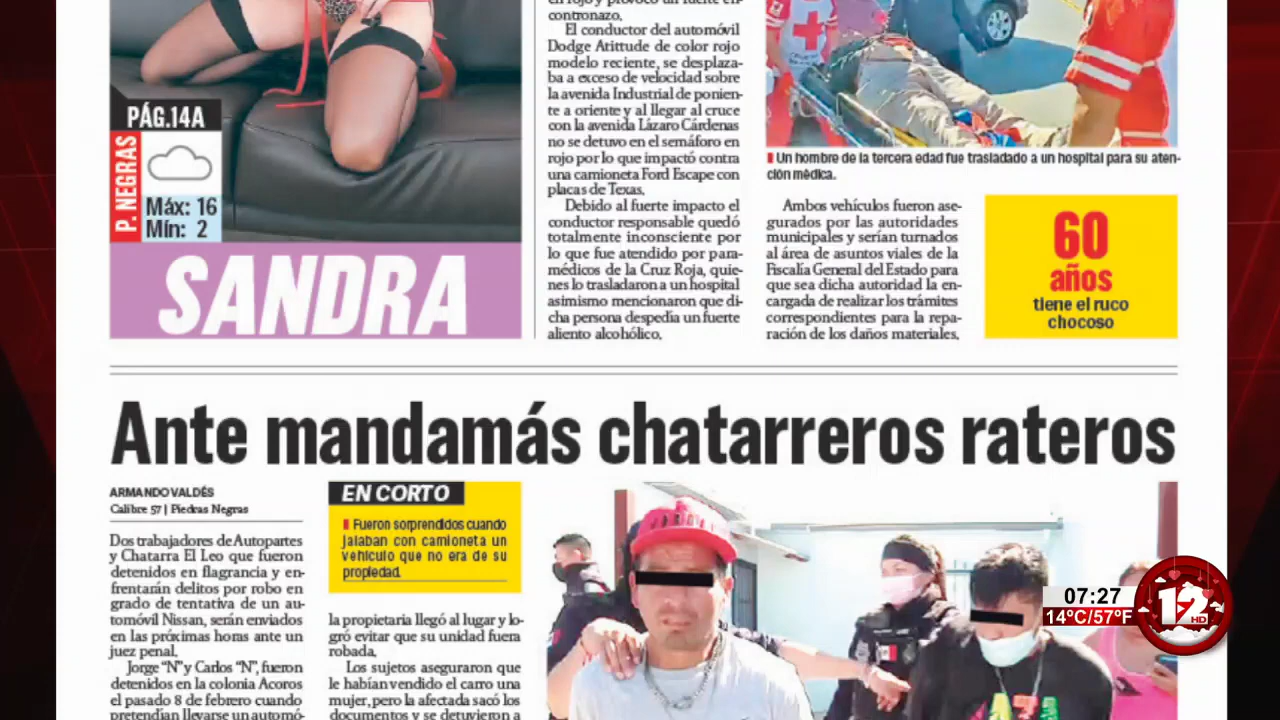 PÁG.14A
P. NEGRAS
Máx: 16
Mín: 2
SANDRA
en rojo y provocó un fuerte en-
contronazo.
El conductor del automóvil
Dodge Atittude de color rojo
modelo reciente, se desplaza-
ba a exceso de velocidad sobre
la avenida Industrial de ponien-
te a oriente y al llegar al cruce
con la avenida Lázaro Cárdenas
no se detuvo en el semáforo en
rojo por lo que impactó contra
una camioneta Ford Escape con
placas de Texas.
Debido al fuerte impacto el
conductor responsable quedó
totalmente inconsciente por
lo que fue atendido por para-
médicos de la Cruz Roja, quie-
nes lo trasladaron a un hospital
asimismo mencionaron que di-
cha persona despedía un fuerte
aliento alcohólico.
Un hombre de la tercera edad fue trasladado a un hospital para su aten-
ción médica.
Ambos vehículos fueron ase-
gurados por las autoridades
municipales y serían turnados
al área de asuntos viales de la
Fiscalía General del Estado para
que sea dicha autoridad la en-
cargada de realizar los trámites
correspondientes para la repa-
ración de los daños materiales.
60
años
tiene el ruco
chocoso
Ante mandamás chatarreros rateros
ARMANDO VALDÉS
Calibre 57 | Piedras Negras
Dos trabajadores de Autopartes
y Chatarra El Leo que fueron
detenidos en flagrancia y en-
frentarán delitos por robo en
grado de tentativa de un au-
tomóvil Nissan, serán enviados
en las próximas horas ante un
juez penal.
Jorge “N” y Carlos “N”, fueron
detenidos en la colonia Acoros
el pasado 8 de febrero cuando
pretendían llevarse un automó-
EN CORTO
Fueron sorprendidos cuando
jalaban con camioneta un
vehículo que no era de su
propiedad.
la propietaria llegó al lugar y lo-
gró evitar que su unidad fuera
robada.
Los sujetos aseguraron que
le habían vendido el carro una
mujer, pero la afectada sacó los
documentos y se detuvieron a
07:27
14°C/57°F
12
HD